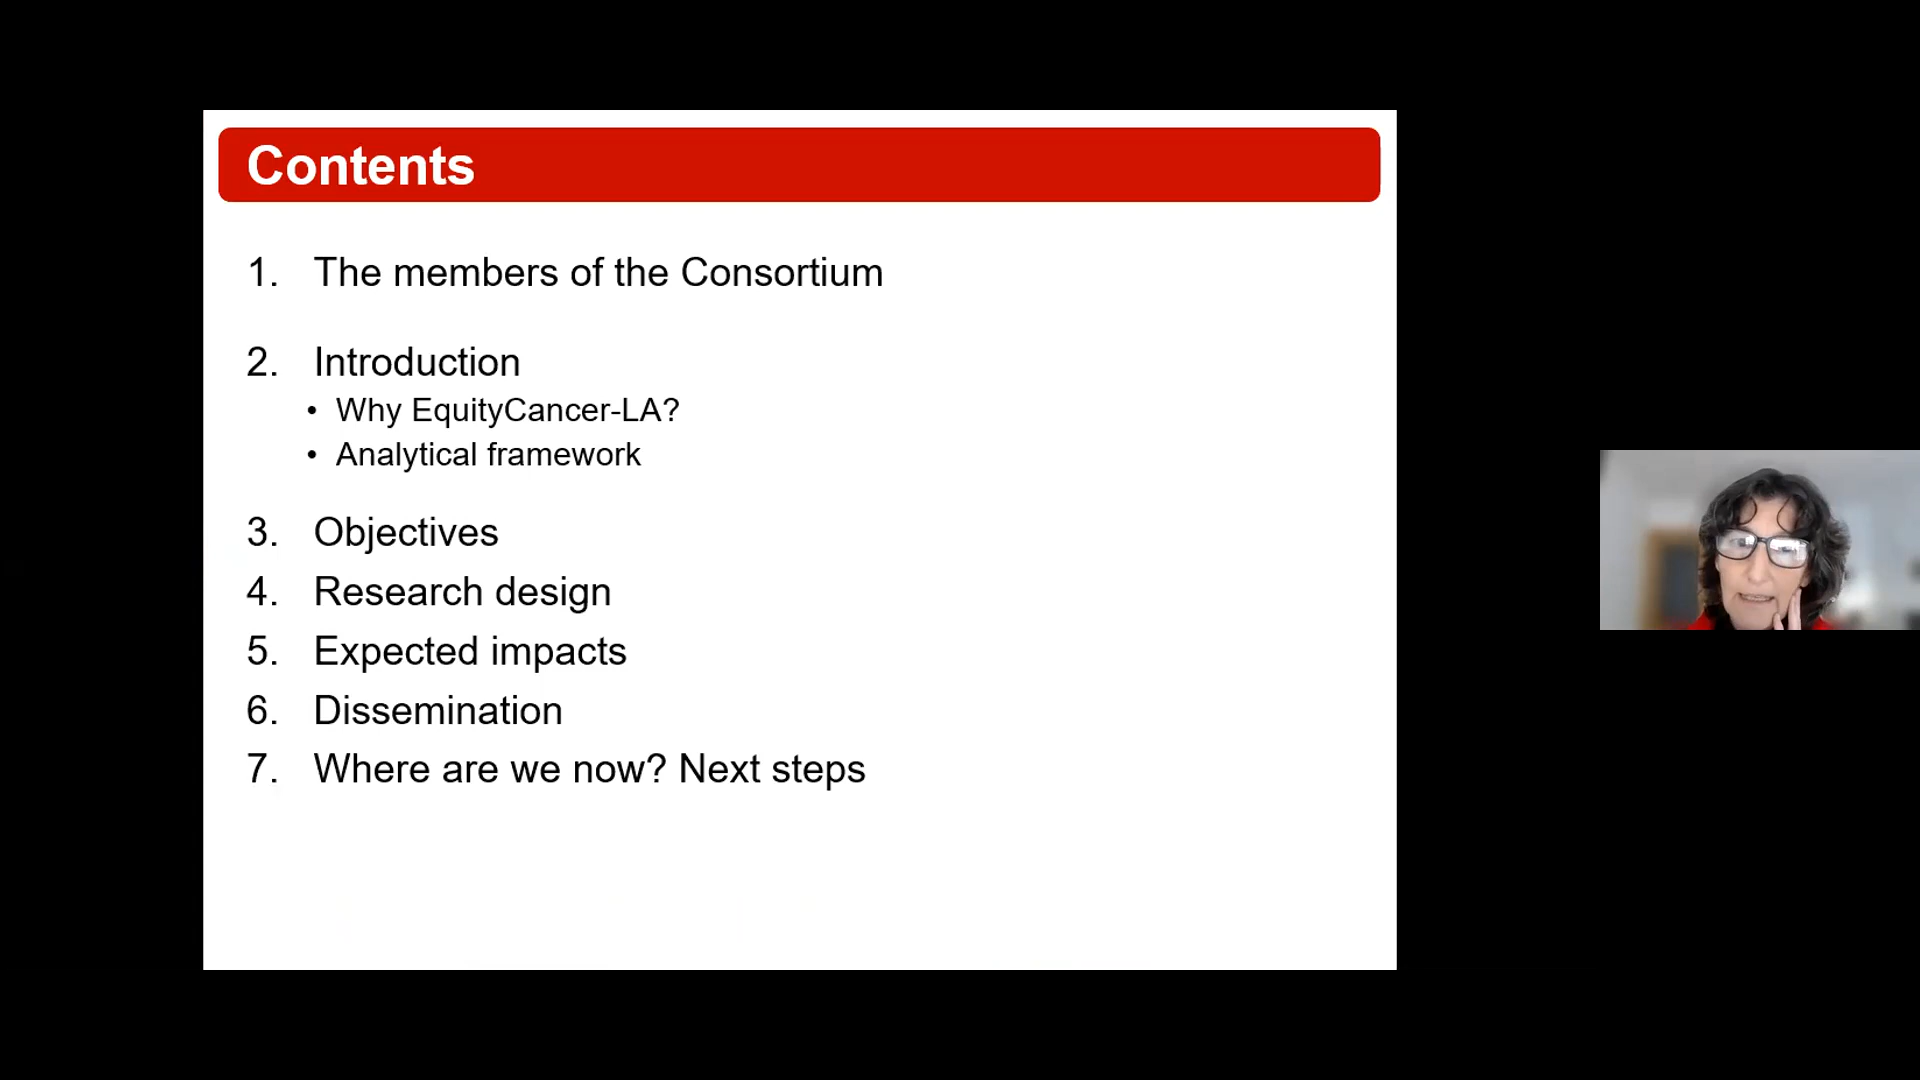 Contents
1. The members of the Consortium
2. Introduction
• Why EquityCancer-LA?
• Analytical framework
3. Objectives
4. Research design
5. Expected impacts
6. Dissemination
7. Where are we now? Next steps